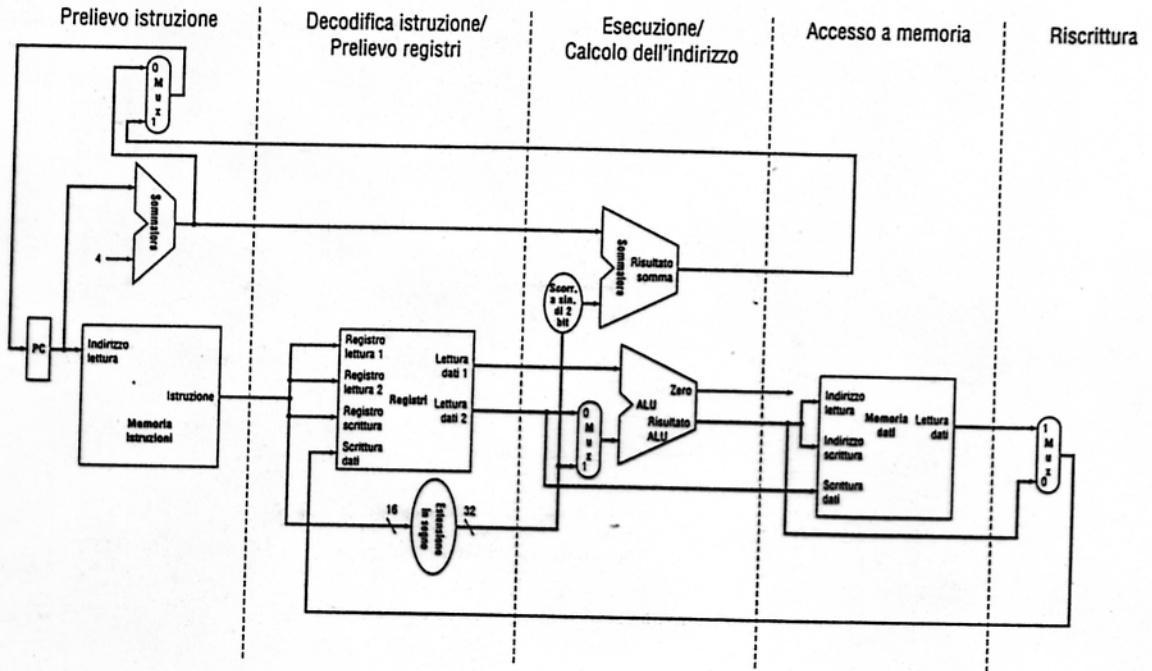 Prelievo istruzione
Decodifica istruzione/
Prelievo registri
Esecuzione/
Calcolo dell'indirizzo
Accesso a memoria
Riscrittura
0
M
u
x
1
Sommatore
4
Sommatore
Risultato
somma
Scorr.
a sin.
di 2
bit
PC
Indirizzo
lettura
Istruzione
Memoria
Istruzioni
Registro
lettura 1
Registro
lettura 2
Registro
scrittura
Scrittura
dati
Registri
Lettura
dati 1
Lettura
dati 2
0
M
u
x
1
Zero
ALU
Risultato
ALU
Indirizzo
lettura
Indirizzo
scrittura
Scrittura
dati
Memoria
dati
Lettura
dati
1
M
u
x
0
16
Estensione
in segno
32